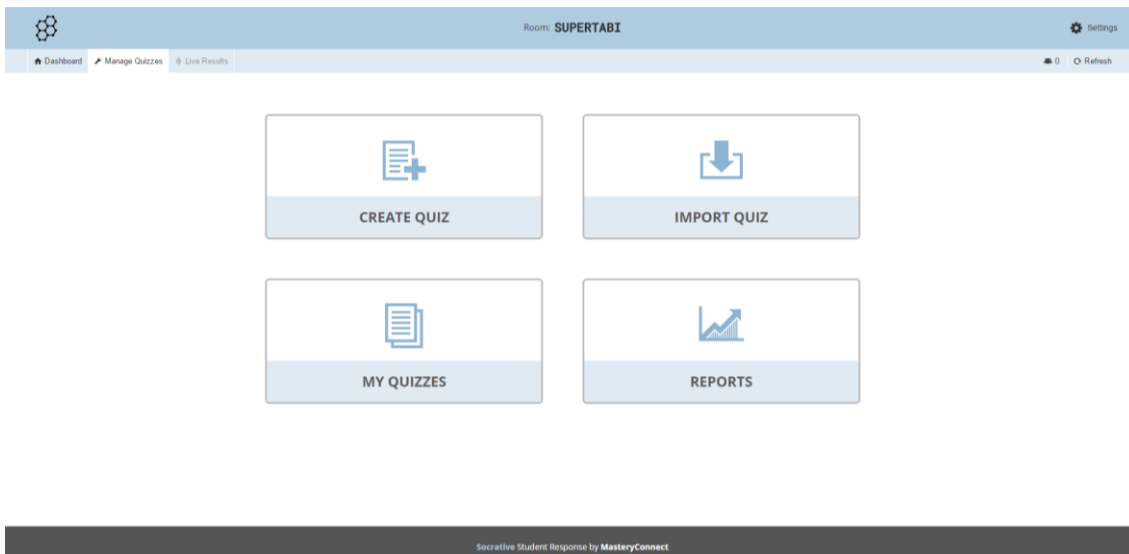 Room: SUPERTABI
Settings
Dashboard Manage Quizzes Live Results
0 Refresh
CREATE QUIZ
IMPORT QUIZ
MY QUIZZES
REPORTS
Socrative Student Response by MasteryConnect